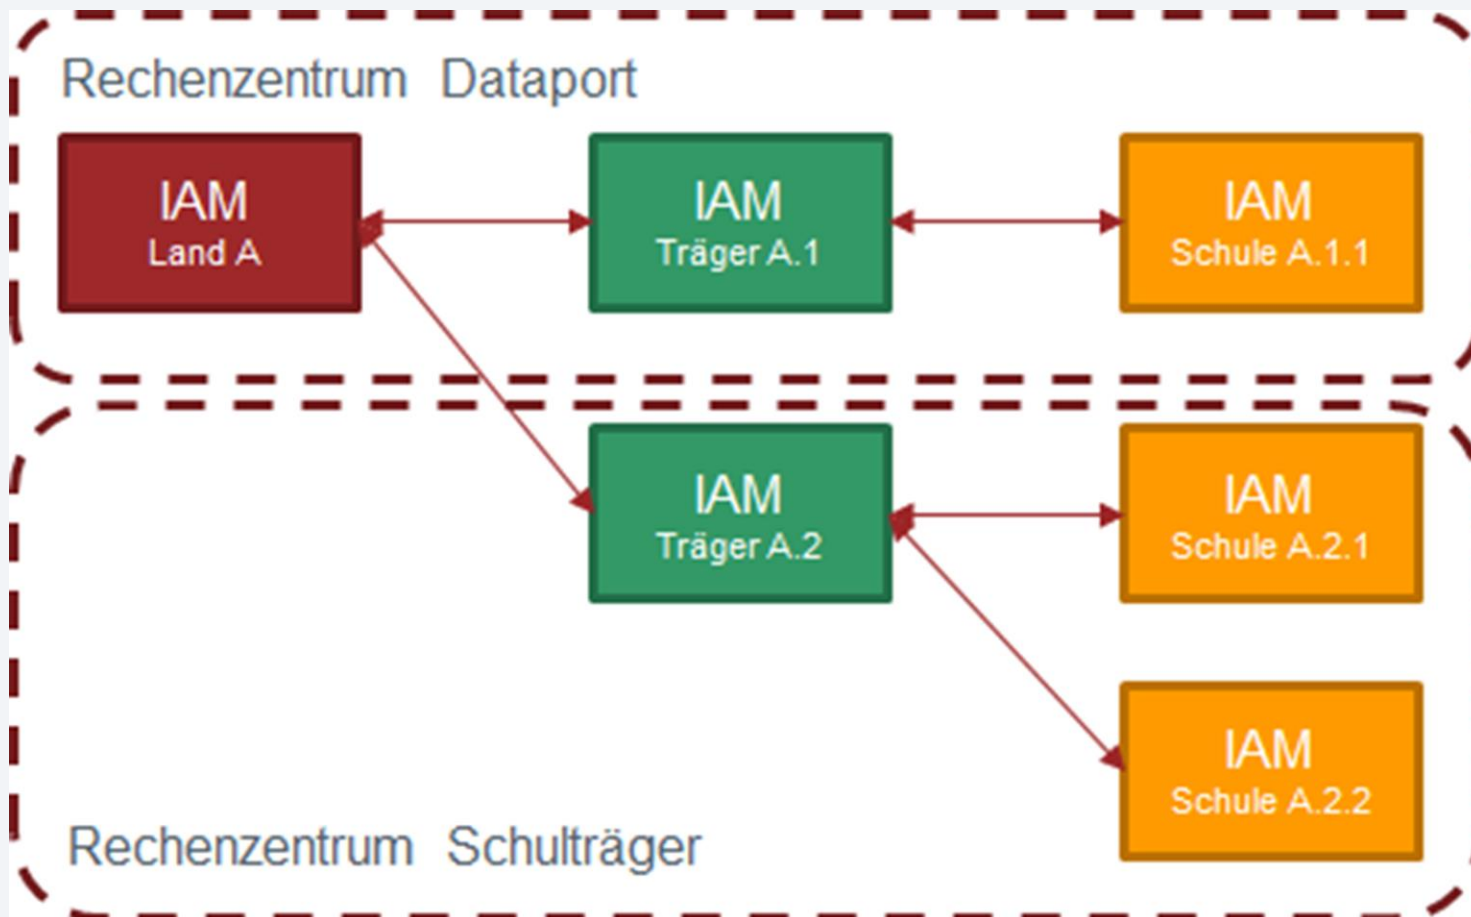 Rechenzentrum Dataport
IAM
Land A
IAM
Träger A.1
IAM
Schule A.1.1
IAM
Träger A.2
IAM
Schule A.2.1
IAM
Schule A.2.2
Rechenzentrum Schulträger